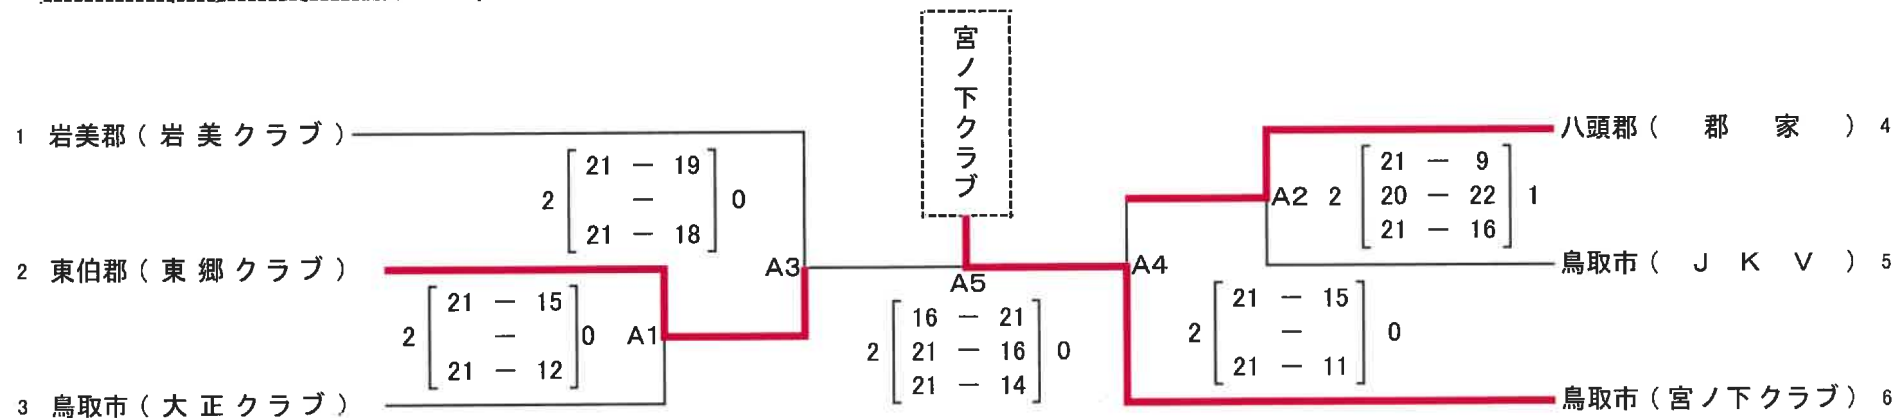 宮ノ下クラブ
1 岩美郡（岩美クラブ）
2 [ 21 － 19
－
21 － 18 ] 0
2 東伯郡（東郷クラブ）
2 [ 21 － 15
－
21 － 12 ] 0
A1
3 鳥取市（大正クラブ）
A3
A5
2 [ 16 － 21
21 － 16
21 － 14 ] 0
八頭郡（郡家）4
A2 2 [ 21 － 9
20 － 22
21 － 16 ] 1
鳥取市（ＪＫＶ）5
A4
2 [ 21 － 15
－
21 － 11 ] 0
鳥取市（宮ノ下クラブ）6